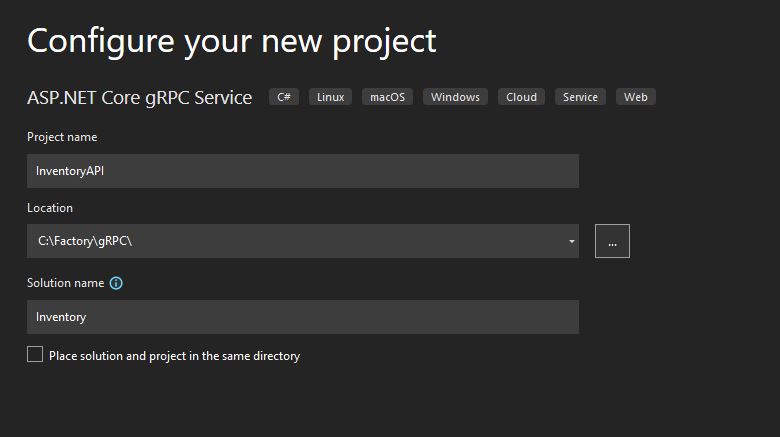 Configure your new project
ASP.NET Core gRPC Service C# Linux macOS Windows Cloud Service Web
Project name
InventoryAPI
Location
C:\Factory\gRPC\
...
Solution name
Inventory
Place solution and project in the same directory